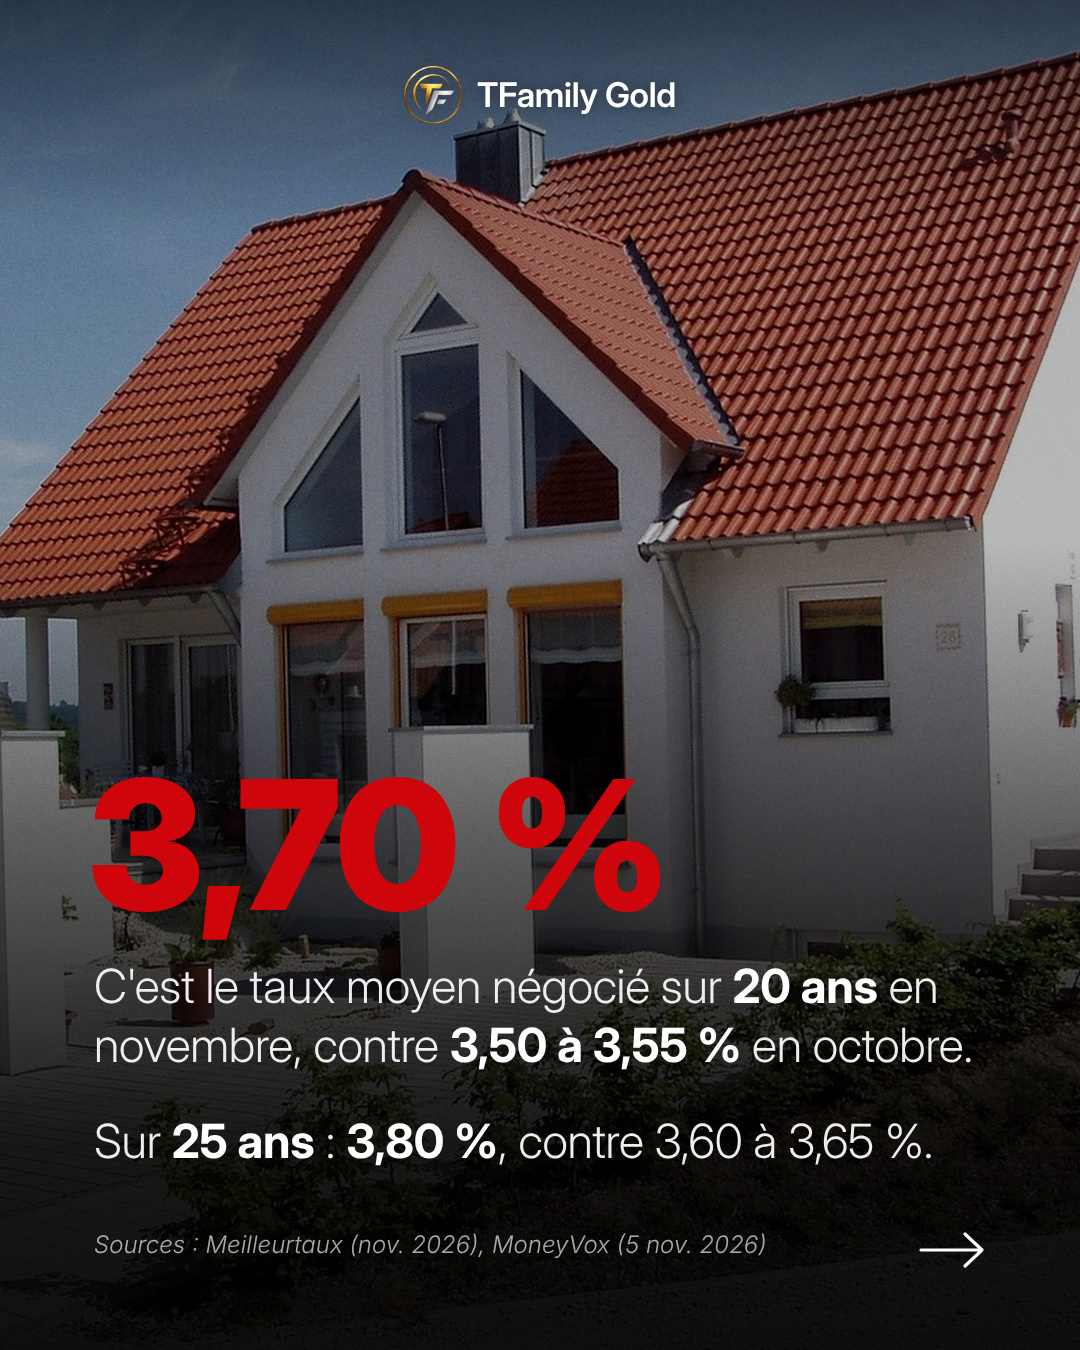 TFamily Gold
28
3,70 %
C'est le taux moyen négocié sur 20 ans en
novembre, contre 3,50 à 3,55 % en octobre.
Sur 25 ans : 3,80 %, contre 3,60 à 3,65 %.
Sources : Meilleurtaux (nov. 2026), MoneyVox (5 nov. 2026)